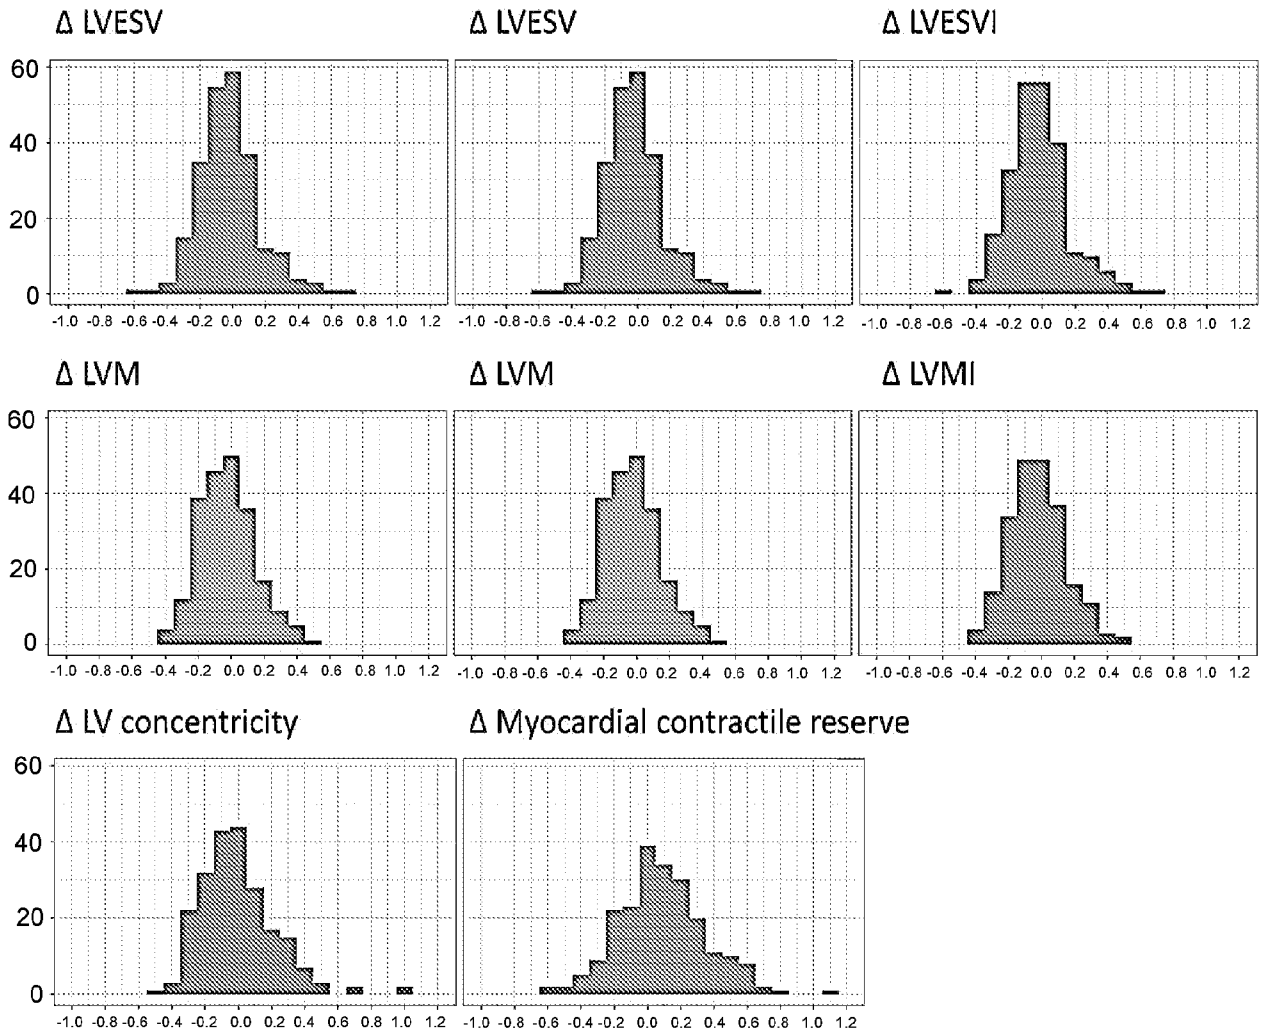 Δ LVESV Δ LVESV Δ LVESVI
60
40
20
0
-1.0 -0.8 -0.6 -0.4 -0.2 0.0 0.2 0.4 0.6 0.8 1.0 1.2 -1.0 -0.8 -0.6 -0.4 -0.2 0.0 0.2 0.4 0.6 0.8 1.0 1.2 -1.0 -0.8 -0.6 -0.4 -0.2 0.0 0.2 0.4 0.6 0.8 1.0 1.2
Δ LVM Δ LVM Δ LVMI
60
40
20
0
-1.0 -0.8 -0.6 -0.4 -0.2 0.0 0.2 0.4 0.6 0.8 1.0 1.2 -1.0 -0.8 -0.6 -0.4 -0.2 0.0 0.2 0.4 0.6 0.8 1.0 1.2 -1.0 -0.8 -0.6 -0.4 -0.2 0.0 0.2 0.4 0.6 0.8 1.0 1.2
Δ LV concentricity Δ Myocardial contractile reserve
60
40
20
0
-1.0 -0.8 -0.6 -0.4 -0.2 0.0 0.2 0.4 0.6 0.8 1.0 1.2 -1.0 -0.8 -0.6 -0.4 -0.2 0.0 0.2 0.4 0.6 0.8 1.0 1.2